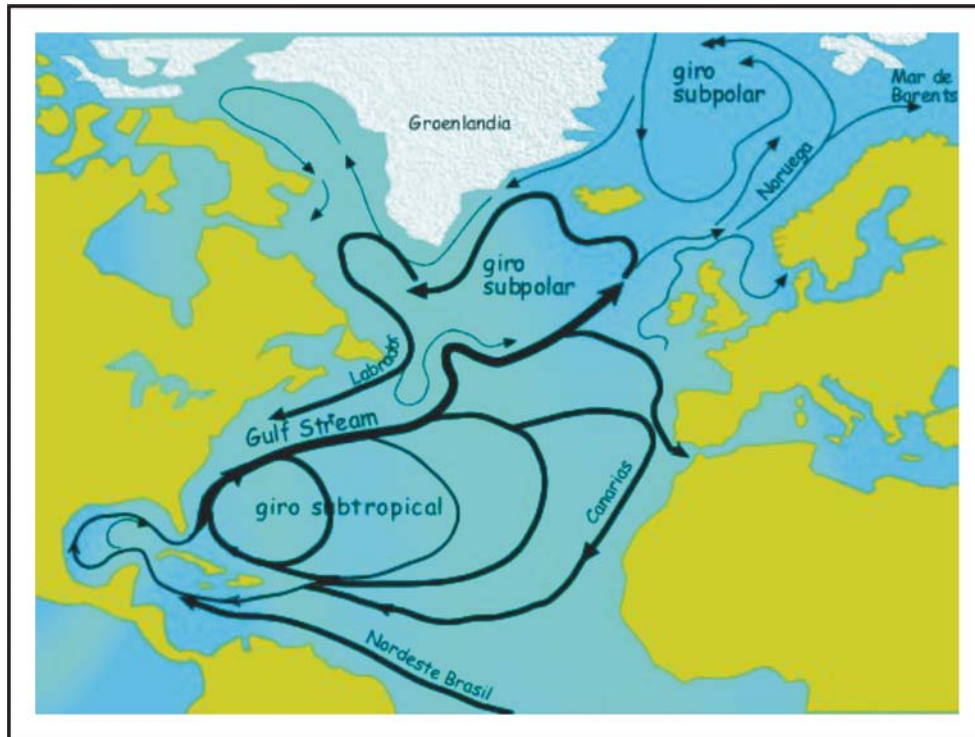 giro
subpolar
Mar de
Barents
Groenlandia
Noruega
giro
subpolar
Labrador
Gulf Stream
giro subtropical
Canarias
Nordeste Brasil